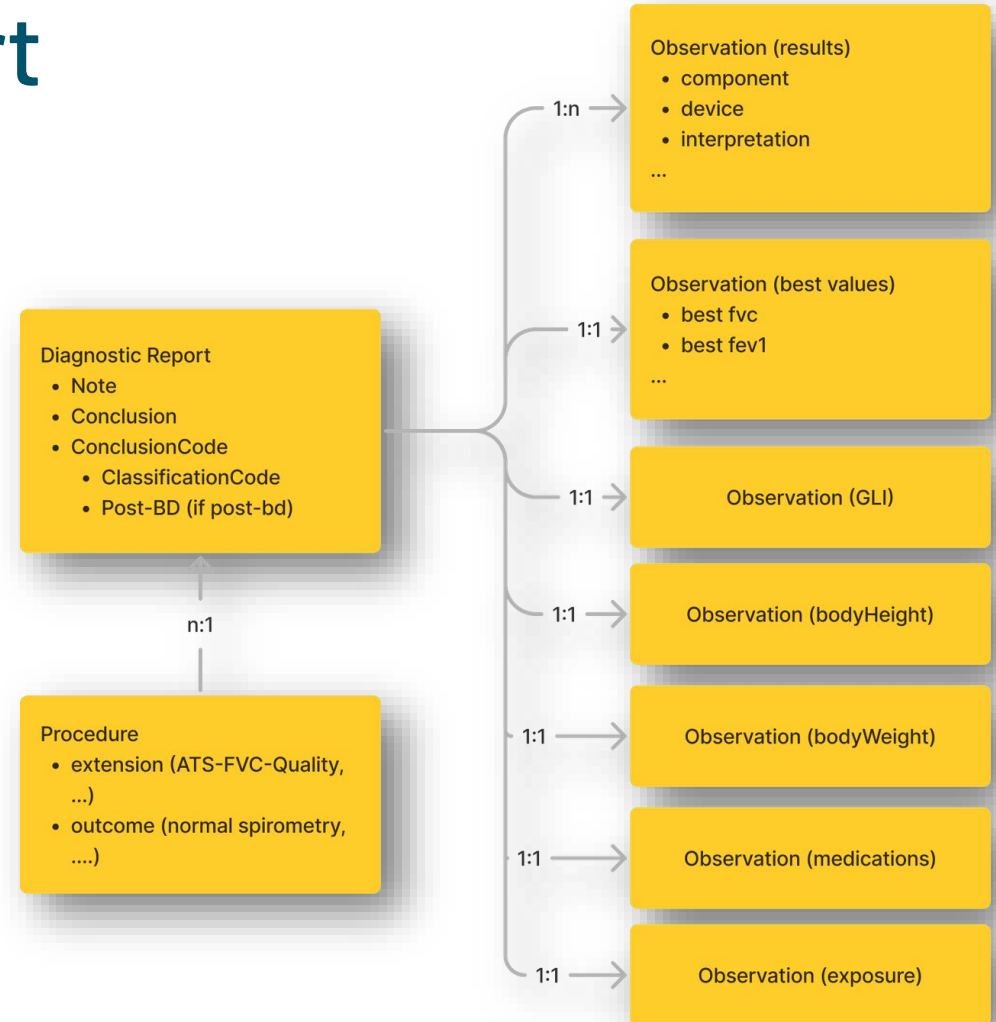 rt
Observation (results)
• component
• device
• interpretation
...
1:n
Observation (best values)
• best fvc
• best fev1
...
1:1
Diagnostic Report
• Note
• Conclusion
• ConclusionCode
• ClassificationCode
• Post-BD (if post-bd)
Observation (GLI)
1:1
Observation (bodyHeight)
1:1
n:1
Procedure
• extension (ATS-FVC-Quality,
...)
• outcome (normal spirometry,
....)
Observation (bodyWeight)
1:1
Observation (medications)
1:1
Observation (exposure)
1:1